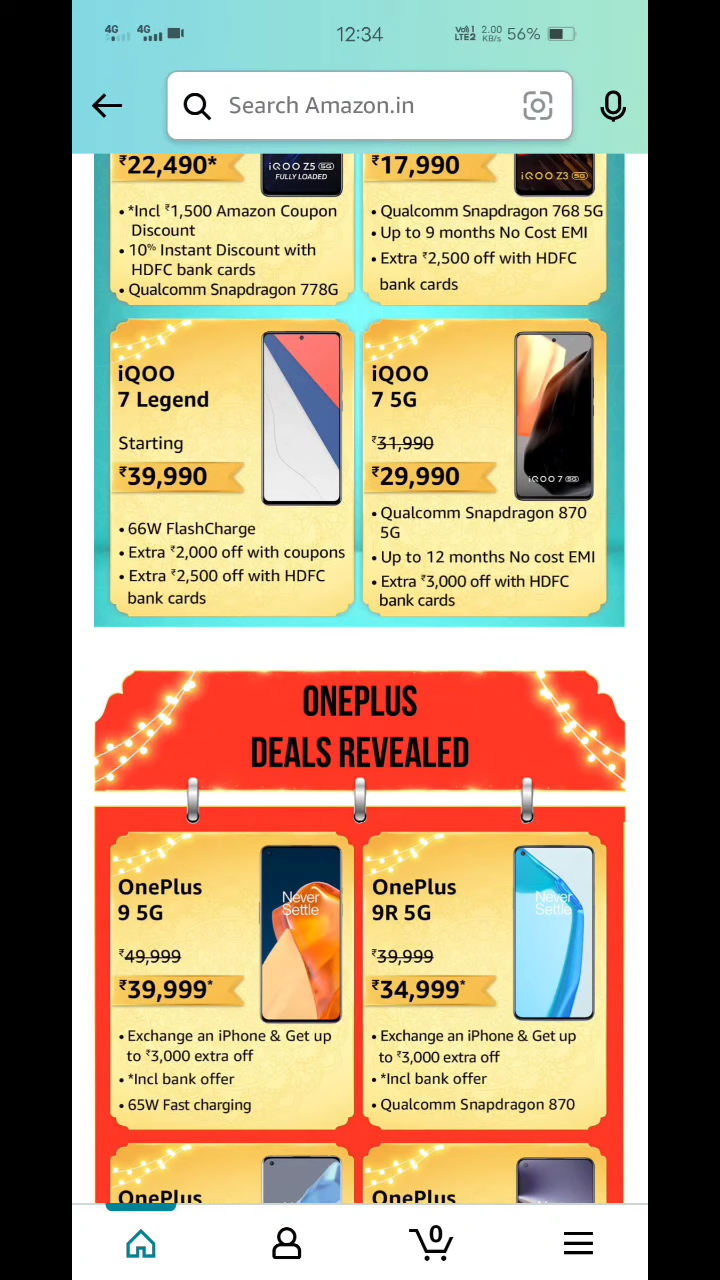 4G 4G 12:34 Vo) 1 LTE2 2.00 KB/s 56%
Search Amazon.in
₹22,490*
iQOO Z5 5G
FULLY LOADED
• *Incl ₹1,500 Amazon Coupon
Discount
• 10% Instant Discount with
HDFC bank cards
• Qualcomm Snapdragon 778G
₹17,990
iQOO Z3 5G
• Qualcomm Snapdragon 768 5G
• Up to 9 months No Cost EMI
• Extra ₹2,500 off with HDFC
bank cards
iQOO
7 Legend
Starting
₹39,990
• 66W FlashCharge
• Extra ₹2,000 off with coupons
• Extra ₹2,500 off with HDFC
bank cards
iQOO
7 5G
₹31,990
₹29,990
iQOO 7 5G
• Qualcomm Snapdragon 870
5G
• Up to 12 months No cost EMI
• Extra ₹3,000 off with HDFC
bank cards
ONEPLUS
DEALS REVEALED
OnePlus
9 5G
₹49,999
₹39,999*
Never
Settle
• Exchange an iPhone & Get up
to ₹3,000 extra off
• *Incl bank offer
• 65W Fast charging
OnePlus
9R 5G
₹39,999
₹34,999*
Never
Settle
• Exchange an iPhone & Get up
to ₹3,000 extra off
• *Incl bank offer
• Qualcomm Snapdragon 870
OnePlus
OnePlus
0